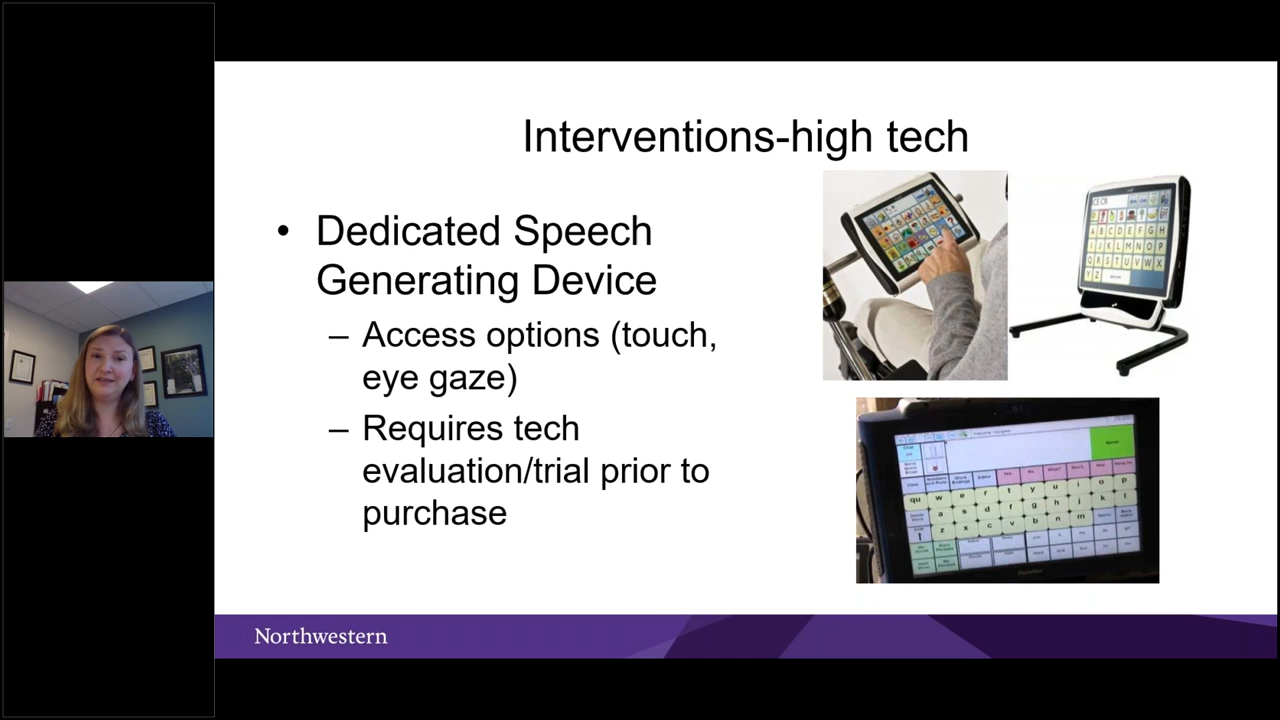 Interventions-high tech
• Dedicated Speech
Generating Device
– Access options (touch,
eye gaze)
– Requires tech
evaluation/trial prior to
purchase
A B C D E F G H
I J K L M N O P
Q R S T U V W X
Y Z
qu w e r t y u i o p
a s d f g h j k l
z x c v b n m
Northwestern